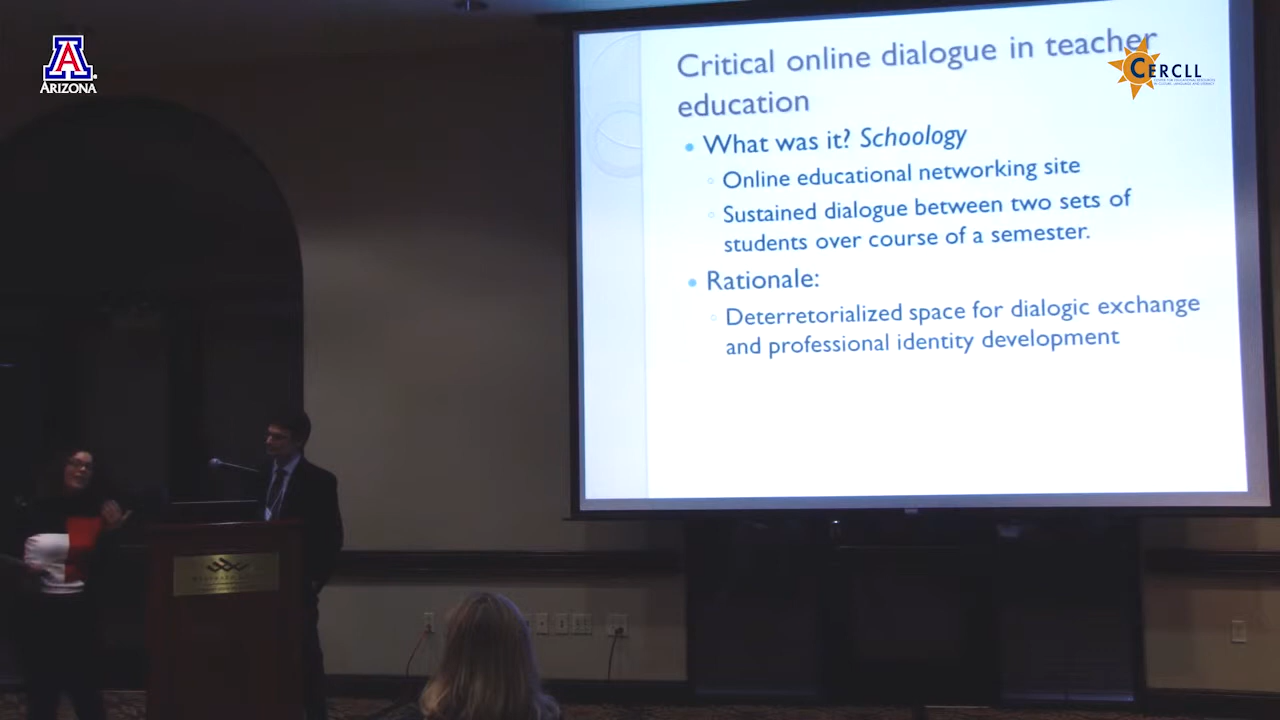 ARIZONA
Critical online dialogue in teacher
education
CERCLL
What was it? Schoology
Online educational networking site
Sustained dialogue between two sets of
students over course of a semester.
Rationale:
Deterretorialized space for dialogic exchange
and professional identity development